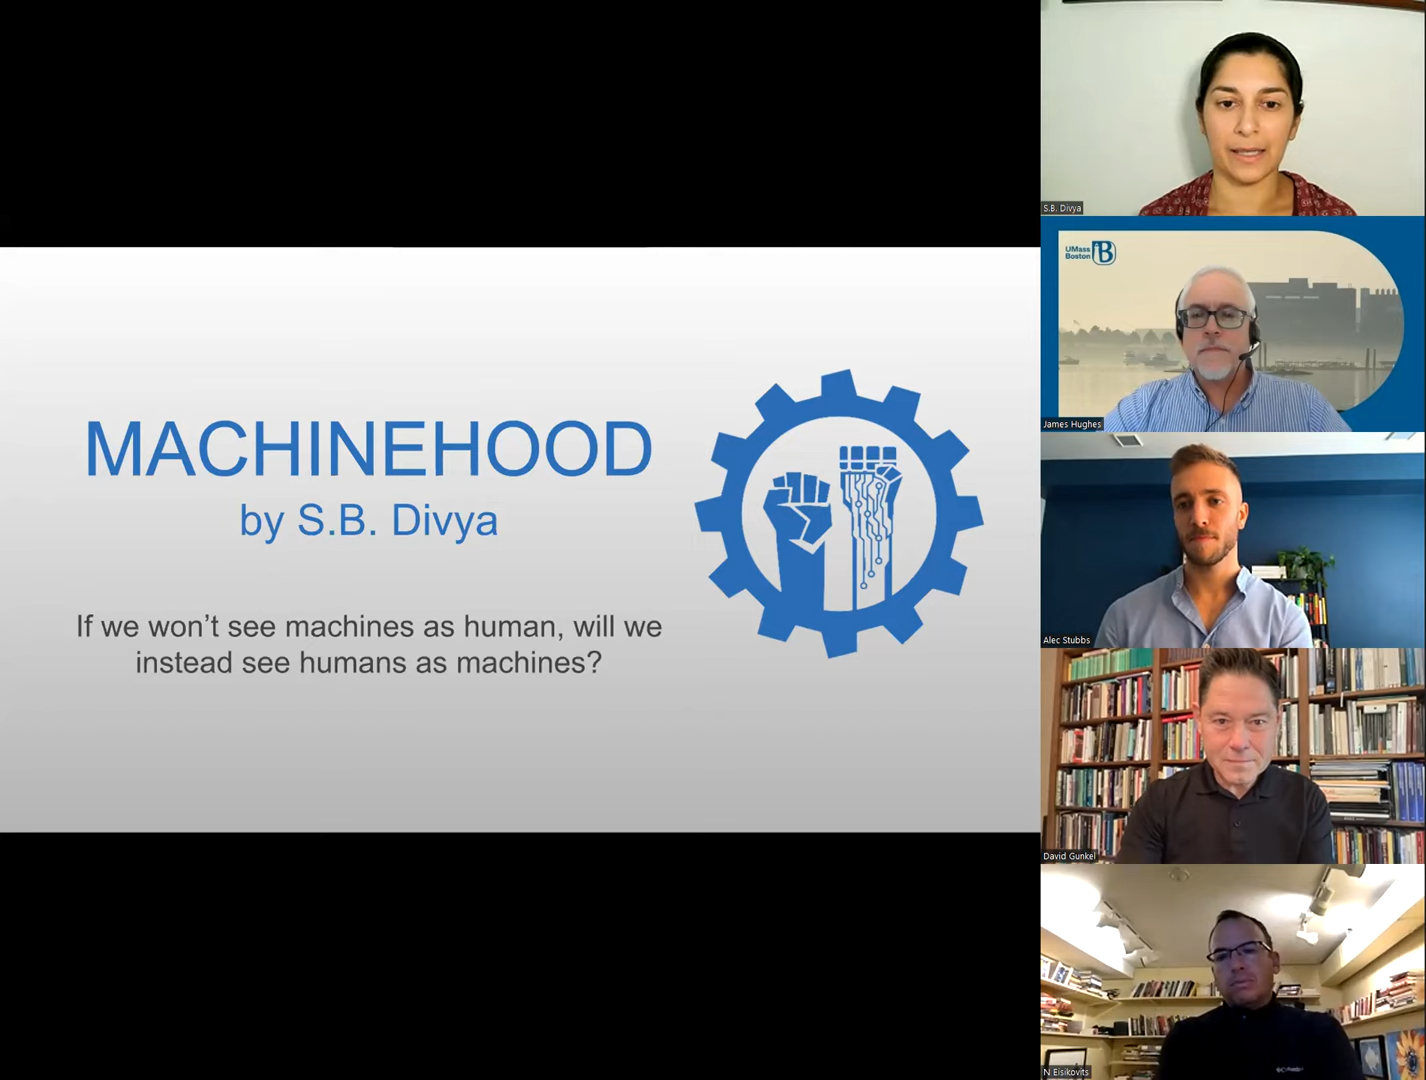 MACHINEHOOD
by S.B. Divya
If we won't see machines as human, will we
instead see humans as machines?
S.B. Divya
UMass
Boston
B
James Hughes
Alec Stubbs
David Gunkel
N Eisikovits